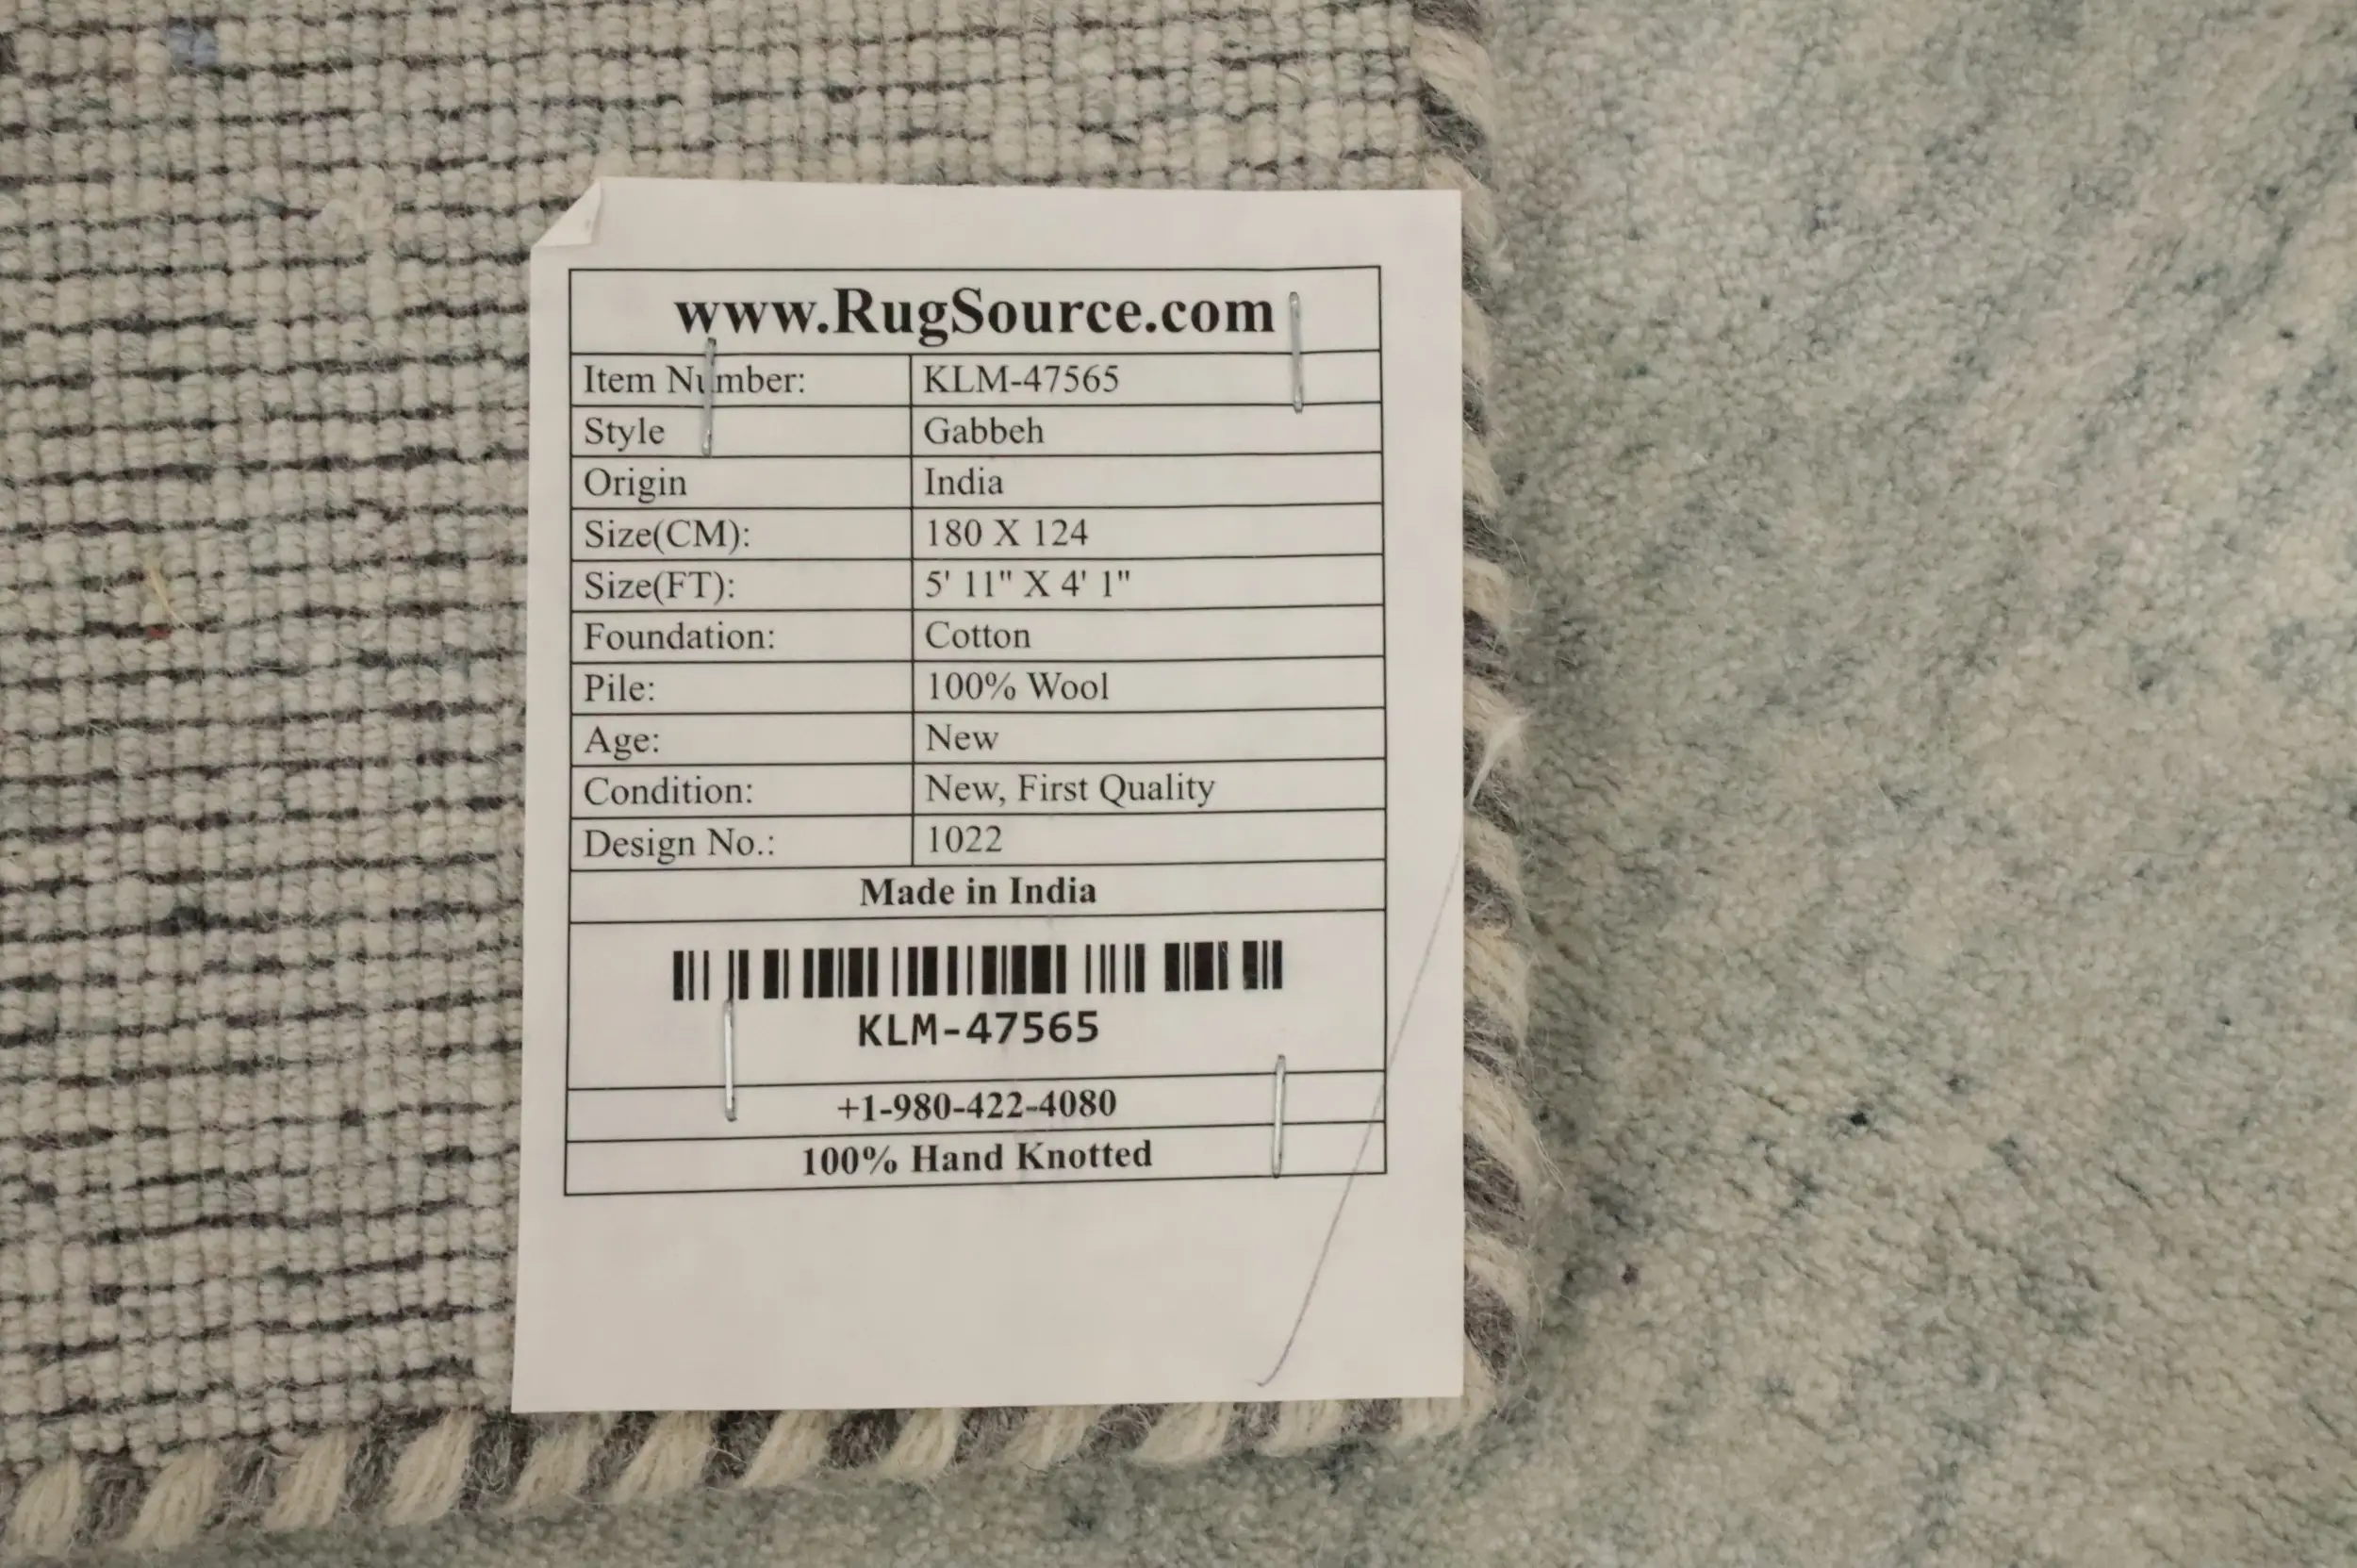 www.RugSource.com
Item Number: KLM-47565
Style Gabbeh
Origin India
Size(CM): 180 X 124
Size(FT): 5' 11" X 4' 1"
Foundation: Cotton
Pile: 100% Wool
Age: New
Condition: New, First Quality
Design No.: 1022
Made in India
KLM-47565
+1-980-422-4080
100% Hand Knotted